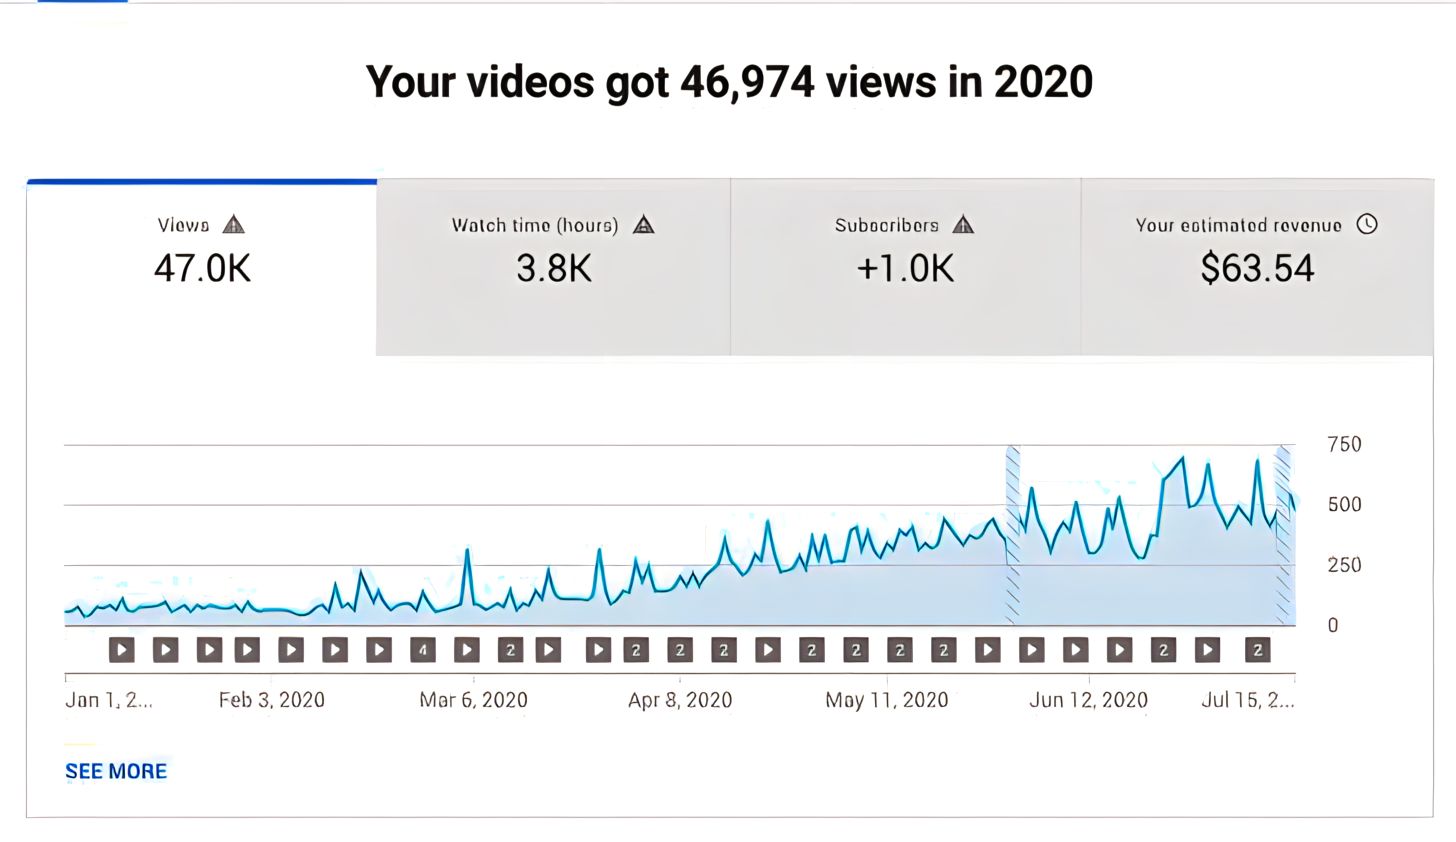 Your videos got 46,974 views in 2020
Views
47.0K
Watch time (hours)
3.8K
Subscribers
+1.0K
Your estimated revenue
$63.54
750
500
250
0
4 2 2 2 2 2 2 2 2 2 2
Jan 1, 2... Feb 3, 2020 Mar 6, 2020 Apr 8, 2020 May 11, 2020 Jun 12, 2020 Jul 15, 2...
SEE MORE